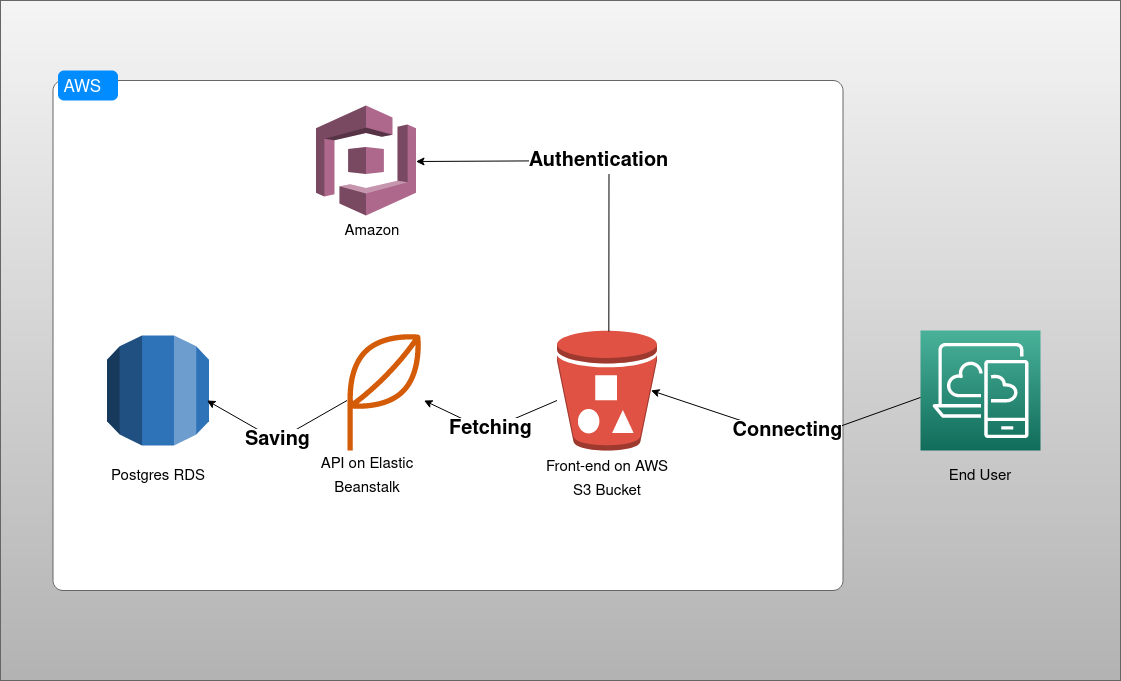 AWS
Authentication
Amazon
Saving
Fetching
Connecting
Postgres RDS
API on Elastic
Beanstalk
Front-end on AWS
S3 Bucket
End User